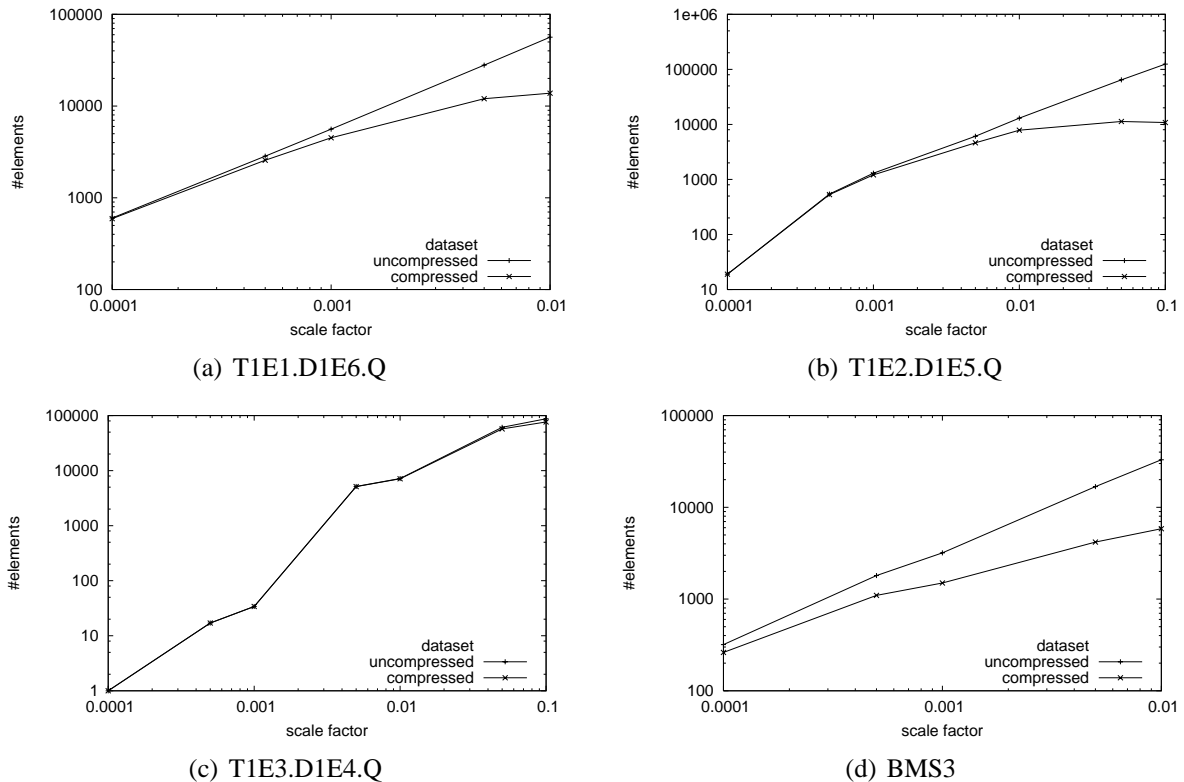 100000
10000
1000
100
0.0001
0.001
0.01
#elements
scale factor
dataset
uncompressed
compressed
(a) T1E1.D1E6.Q
1e+06
100000
10000
1000
100
10
0.0001
0.001
0.01
0.1
#elements
scale factor
dataset
uncompressed
compressed
(b) T1E2.D1E5.Q
100000
10000
1000
100
10
1
0.0001
0.001
0.01
0.1
#elements
scale factor
dataset
uncompressed
compressed
(c) T1E3.D1E4.Q
100000
10000
1000
100
0.0001
0.001
0.01
#elements
scale factor
dataset
uncompressed
compressed
(d) BMS3